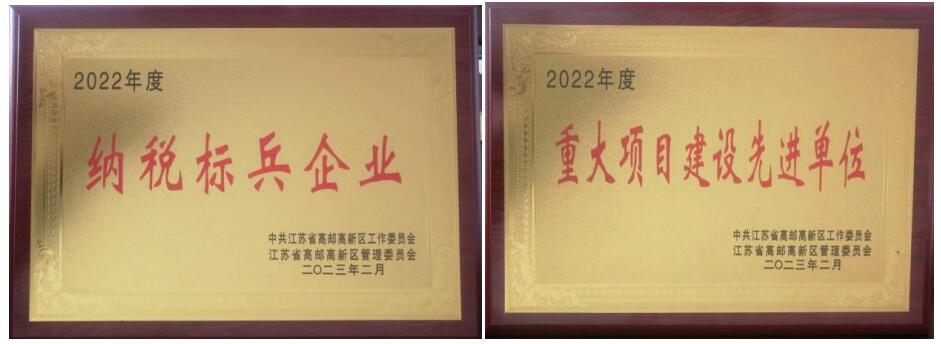 2022年度
纳税标兵企业
中共江苏省高邮高新区工作委员会
江苏省高邮高新区管理委员会
二〇二三年二月
2022年度
重大项目建设先进单位
中共江苏省高邮高新区工作委员会
江苏省高邮高新区管理委员会
二〇二三年二月